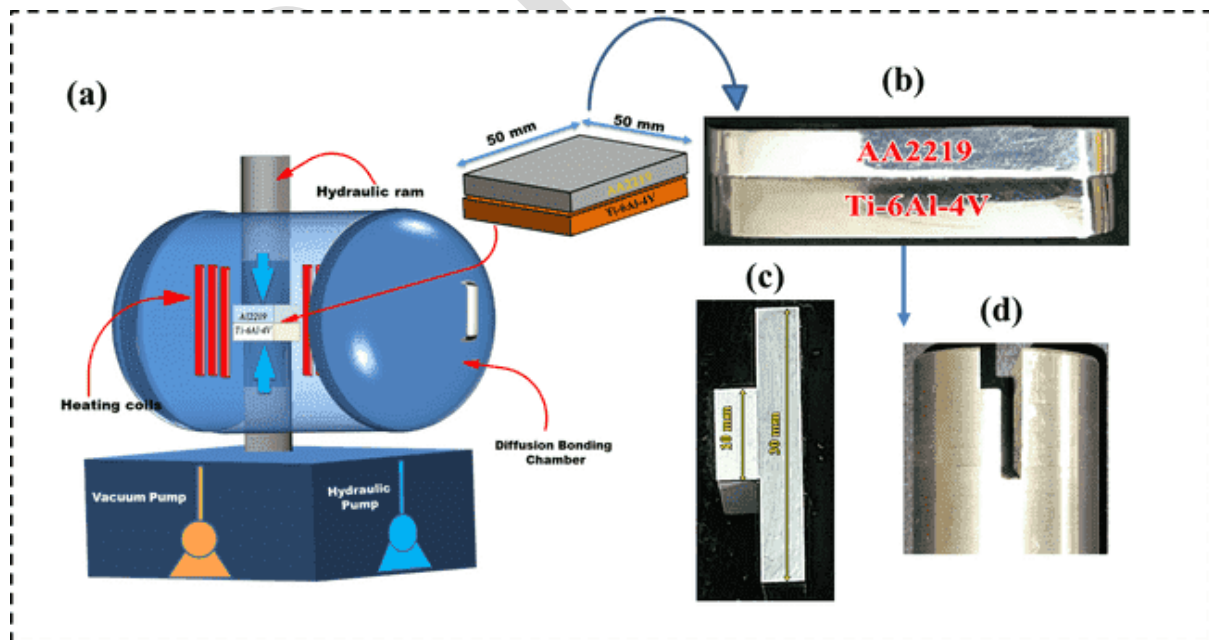 (a)
50 mm
50 mm
AA2219
Ti-6Al-4V
(b)
AA2219
Ti-6Al-4V
Hydraulic ram
AA2219
Ti-6Al-4V
Heating coils
Diffusion Bonding
Chamber
Vacuum Pump
Hydraulic
Pump
(c)
10 mm
30 mm
(d)